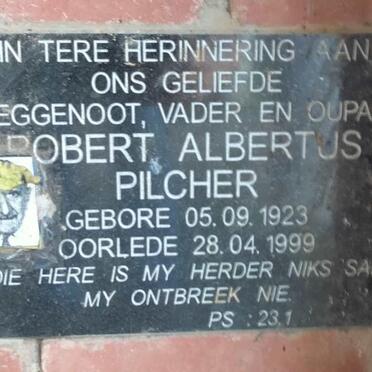 IN TERE HERINNERING AAN
ONS GELIEFDE
EGGENOOT, VADER EN OUPA
ROBERT ALBERTUS
PILCHER
GEBORE 05.09.1923
OORLEDE 28.04.1999
DIE HERE IS MY HERDER NIKS SA
MY ONTBREEK NIE.
PS : 23.1